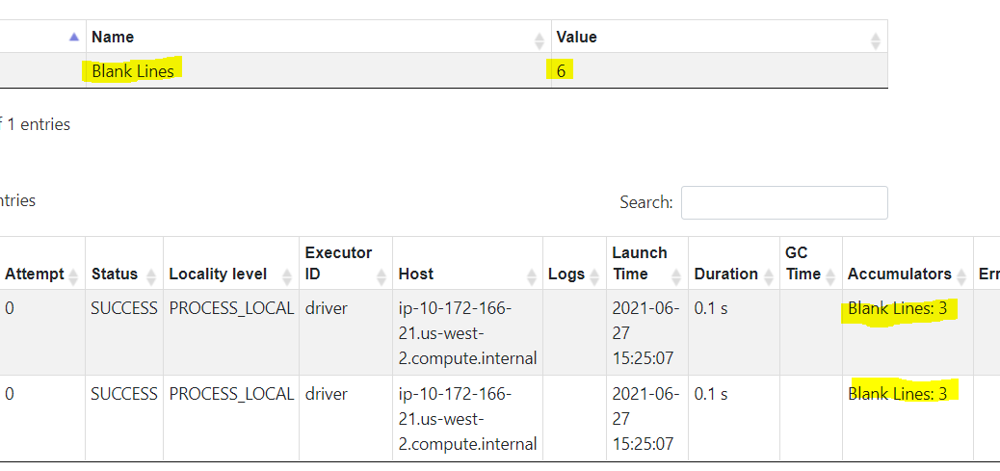 Name Value
Blank Lines 6
f 1 entries
ntries
Search:
Executor Launch GC
Attempt Status Locality level ID Host Logs Time Duration Time Accumulators Err
0 SUCCESS PROCESS_LOCAL driver ip-10-172-166- 2021-06- 0.1 s Blank Lines: 3
21.us-west- 27
2.compute.internal 15:25:07
0 SUCCESS PROCESS_LOCAL driver ip-10-172-166- 2021-06- 0.1 s Blank Lines: 3
21.us-west- 27
2.compute.internal 15:25:07